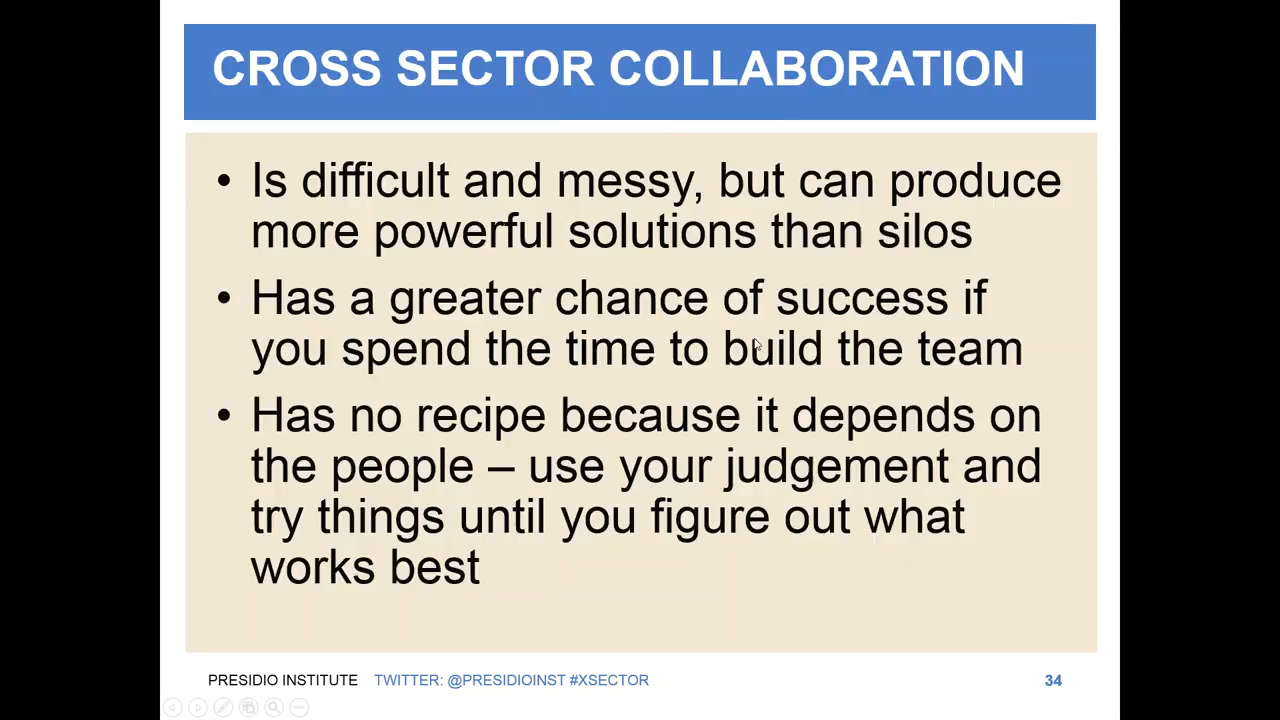 CROSS SECTOR COLLABORATION
• Is difficult and messy, but can produce
more powerful solutions than silos
• Has a greater chance of success if
you spend the time to build the team
• Has no recipe because it depends on
the people – use your judgement and
try things until you figure out what
works best
PRESIDIO INSTITUTE TWITTER: @PRESIDIOINST #XSECTOR 34